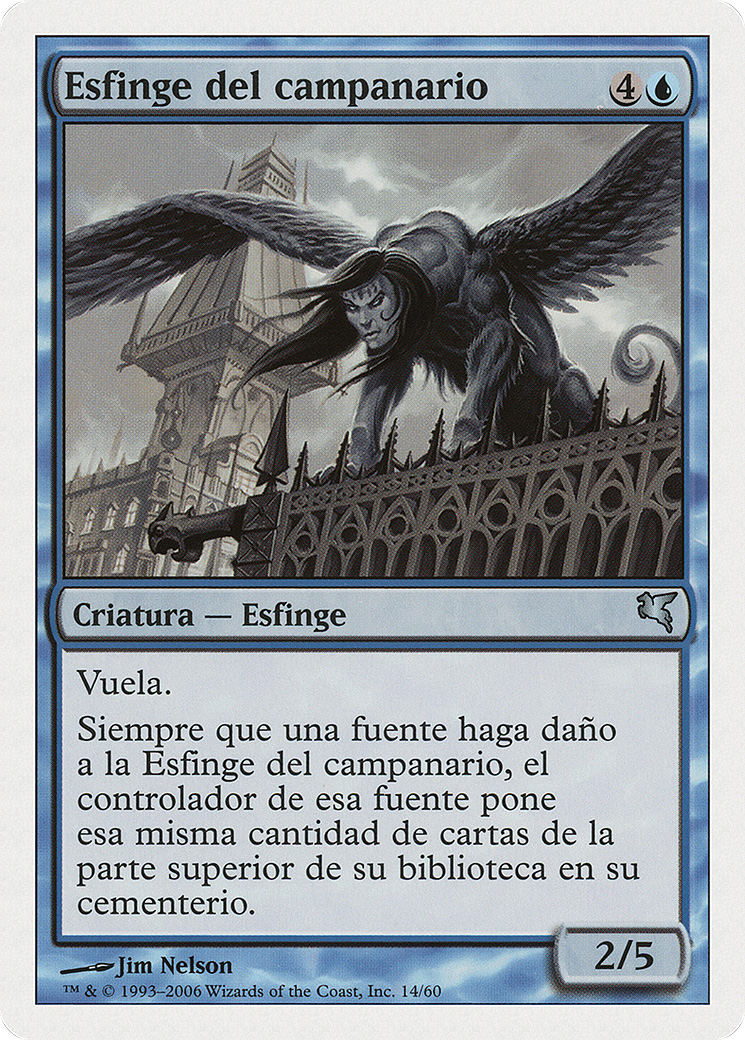 Esfinge del campanario 4
Criatura — Esfinge
Vuela.
Siempre que una fuente haga daño
a la Esfinge del campanario, el
controlador de esa fuente pone
esa misma cantidad de cartas de la
parte superior de su biblioteca en su
cementerio.
2/5
Jim Nelson
™ & © 1993–2006 Wizards of the Coast, Inc. 14/60